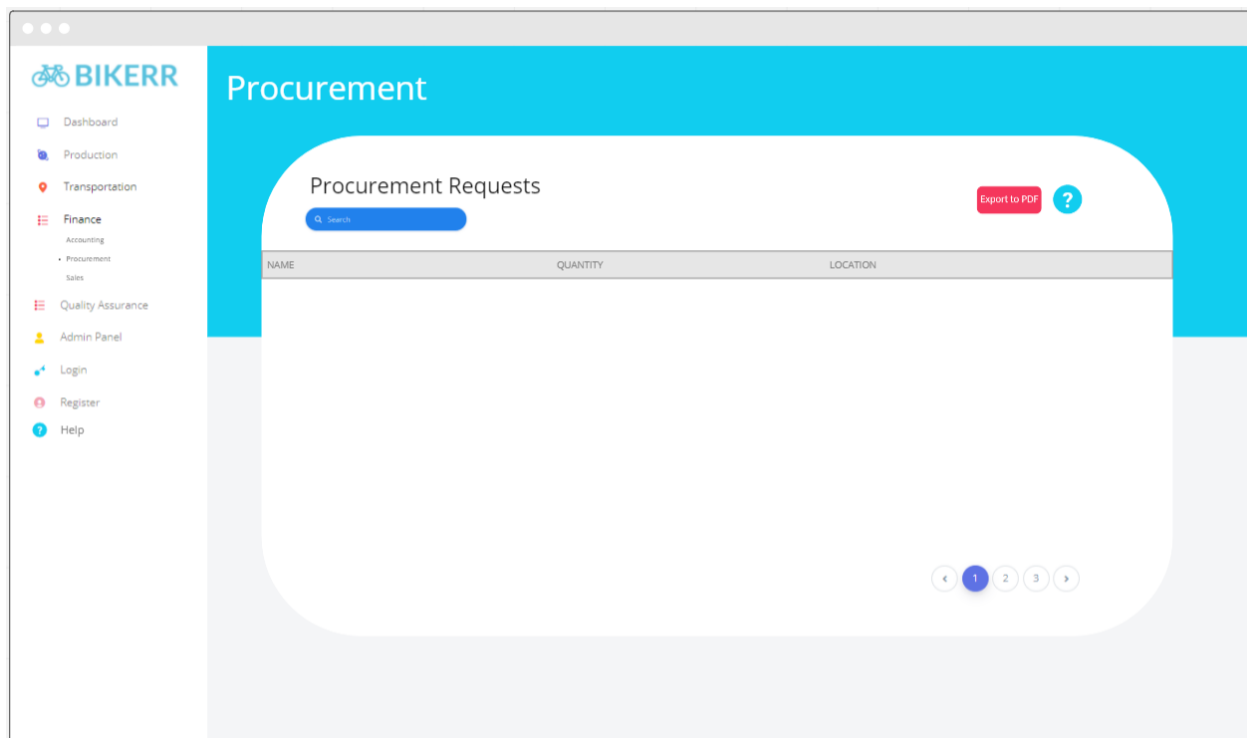 BIKERR
Dashboard
Production
Transportation
Finance
Accounting
Procurement
Sales
Quality Assurance
Admin Panel
Login
Register
? Help
Procurement
Procurement Requests
Search
Export to PDF ?
NAME QUANTITY LOCATION
‹ 1 2 3 ›